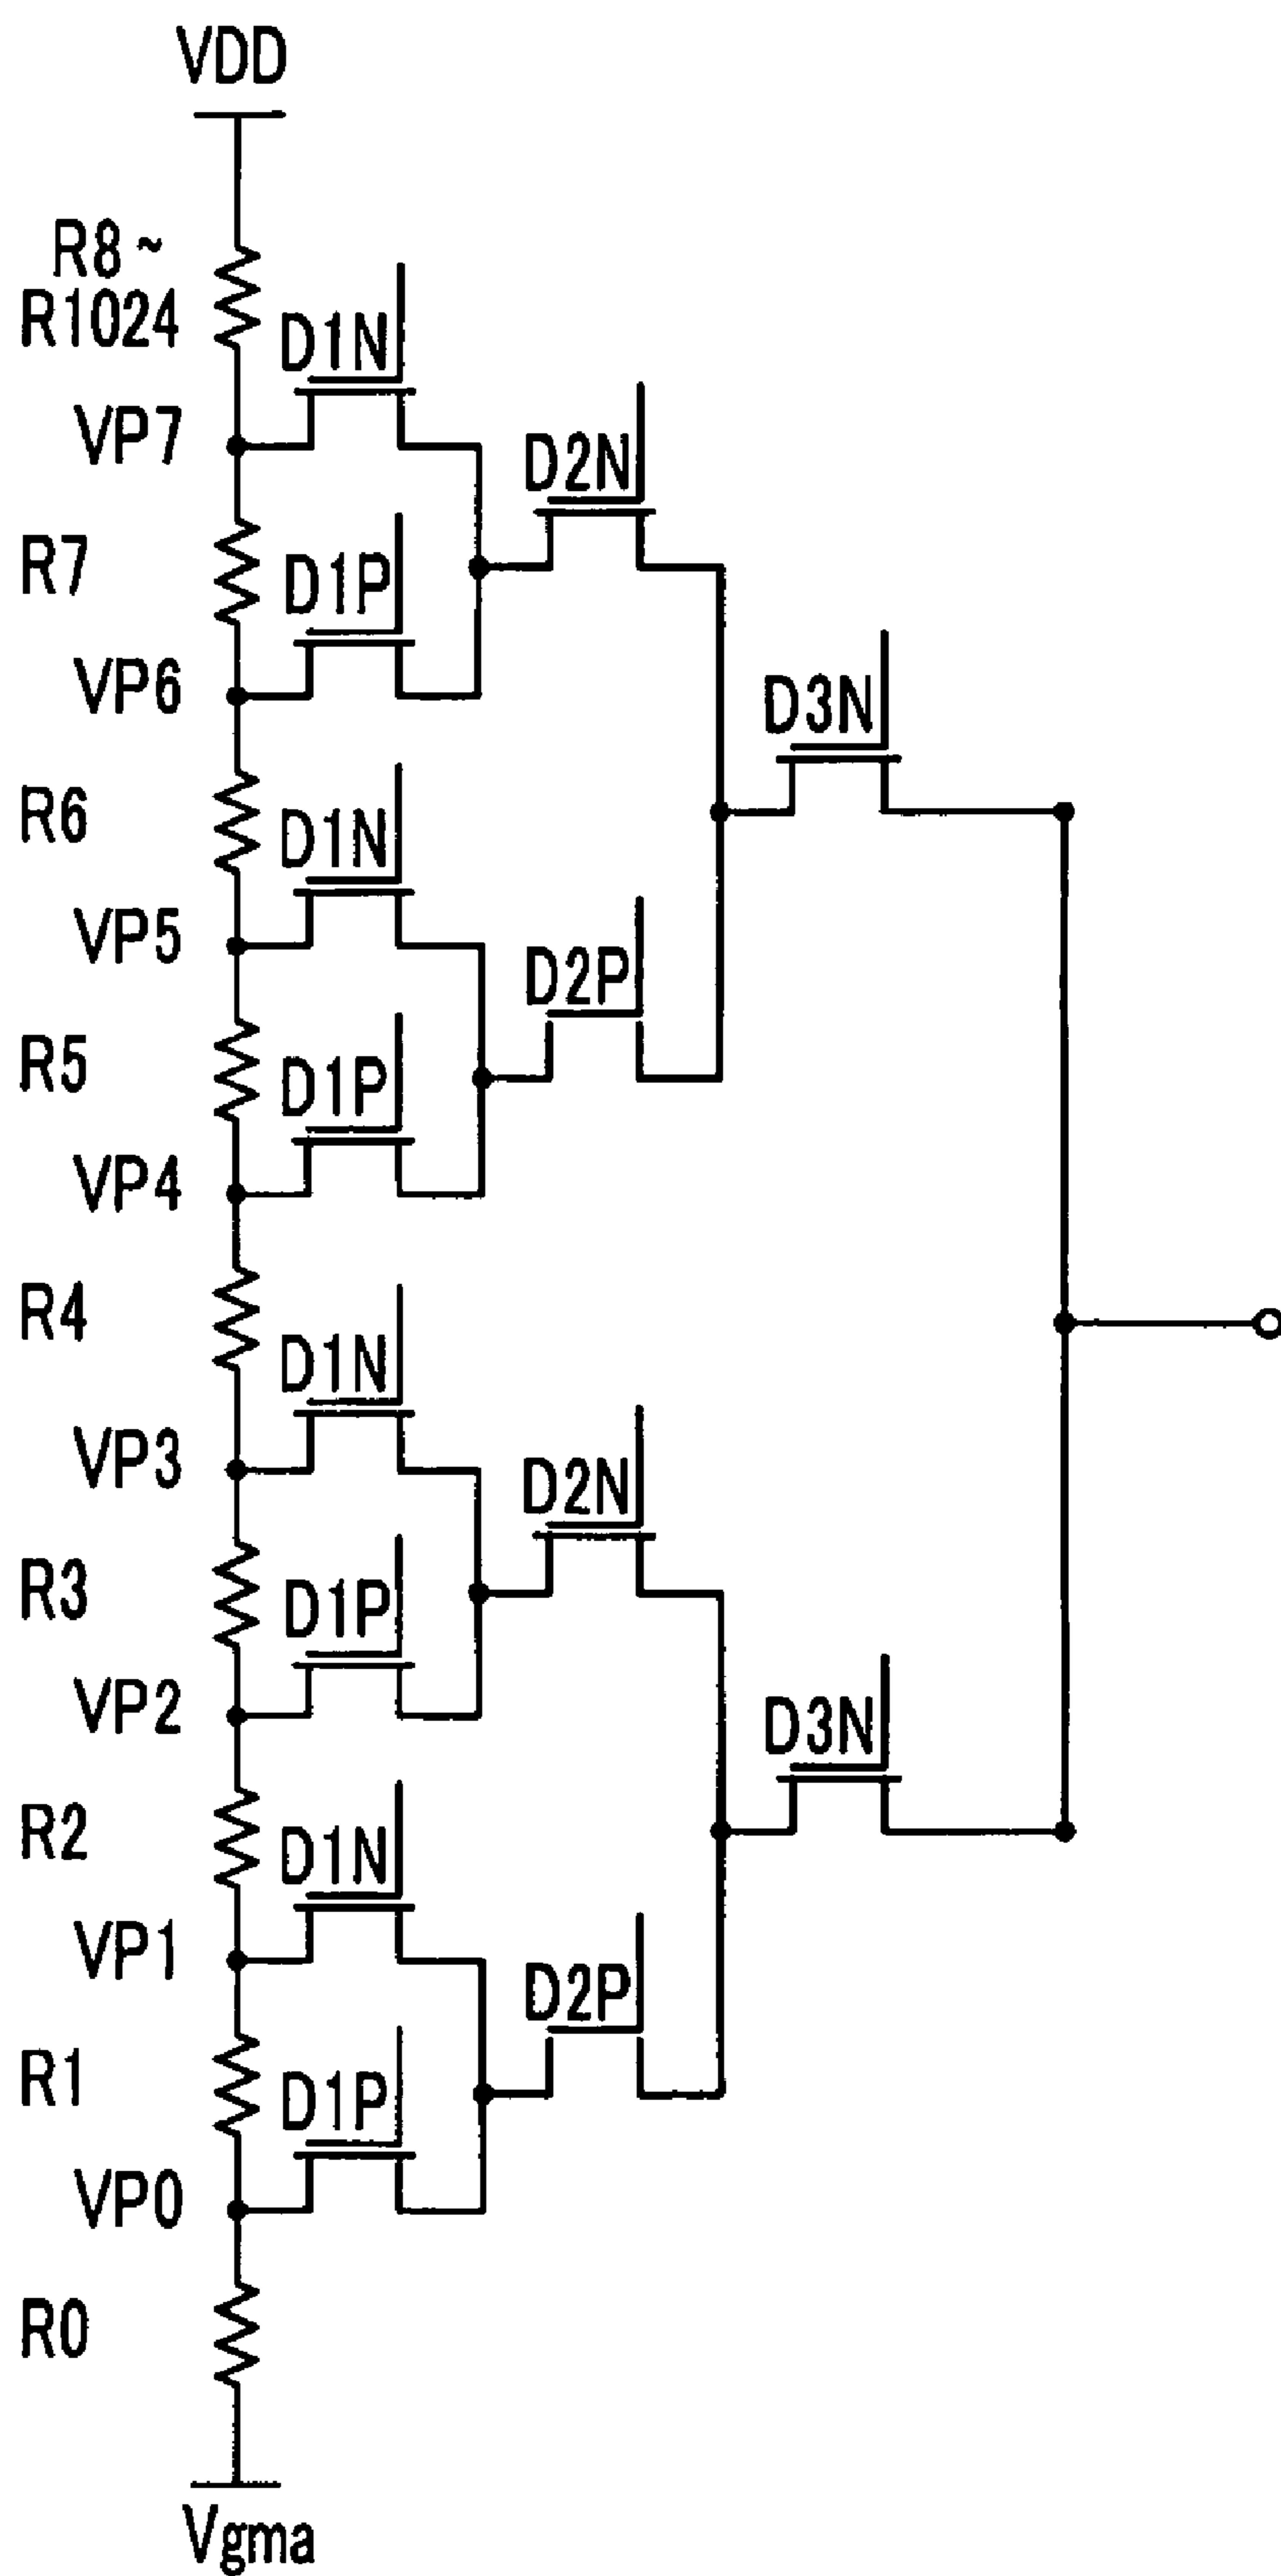 VDD
R8 ~
R1024
D1N
VP7
D2N
R7
D1P
VP6
D3N
R6
D1N
VP5
D2P
R5
D1P
VP4
R4
D1N
VP3
D2N
R3
D1P
VP2
D3N
R2
D1N
VP1
D2P
R1
D1P
VP0
R0
Vgma